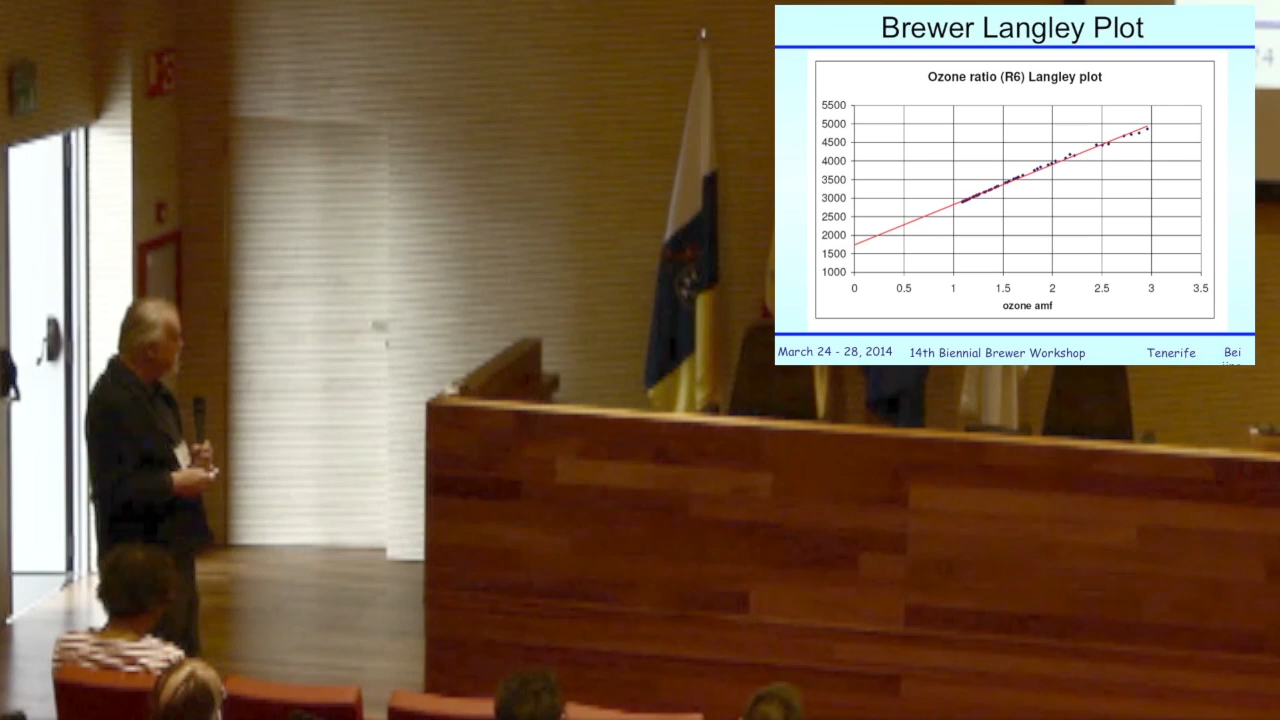 Brewer Langley Plot
Ozone ratio (R6) Langley plot
5500
5000
4500
4000
3500
3000
2500
2000
1500
1000
0 0.5 1 1.5 2 2.5 3 3.5
ozone amf
March 24 - 28, 2014 14th Biennial Brewer Workshop Tenerife Bei